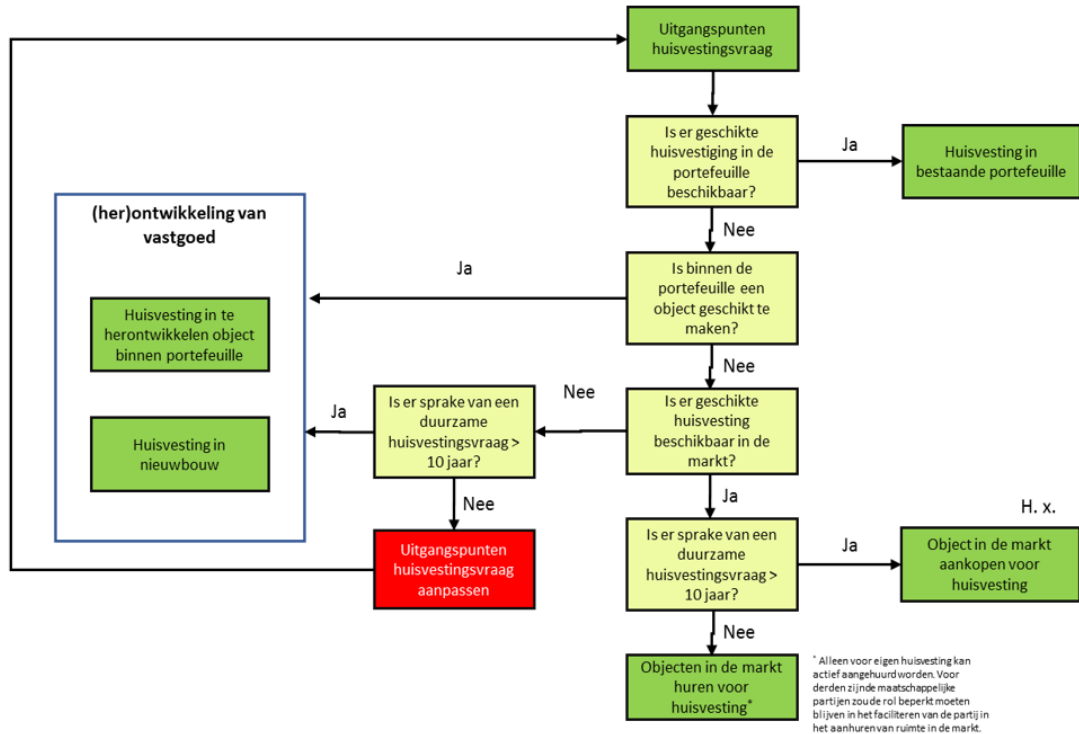 Uitgangspunten
huisvestingsvraag
Is er geschikte
huisvestiging in de
portefeuille
beschikbaar?
Ja
Huisvesting in
bestaande portefeuille
Nee
(her)ontwikkeling van
vastgoed
Ja
Is binnen de
portefeuille een
object geschikt te
maken?
Huisvesting in te
herontwikkelen object
binnen portefeuille
Nee
Is er geschikte
huisvesting
beschikbaar in de
markt?
Nee
Is er sprake van een
duurzame
huisvestingsvraag >
10 jaar?
Ja
Huisvesting in
nieuwbouw
Nee
Uitgangspunten
huisvestingsvraag
aanpassen
Ja
Is er sprake van een
duurzame
huisvestingsvraag >
10 jaar?
Ja
H. x.
Object in de markt
aankopen voor
huisvesting
Nee
Objecten in de markt
huren voor
huisvesting*
* Alleen voor eigen huisvesting kan
actief aangehuurd worden. Voor
derden zijnde maatschappelijke
partijen zou de rol beperkt moeten
blijven in het faciliteren van de partij in
het aanhuren van ruimte in de markt.